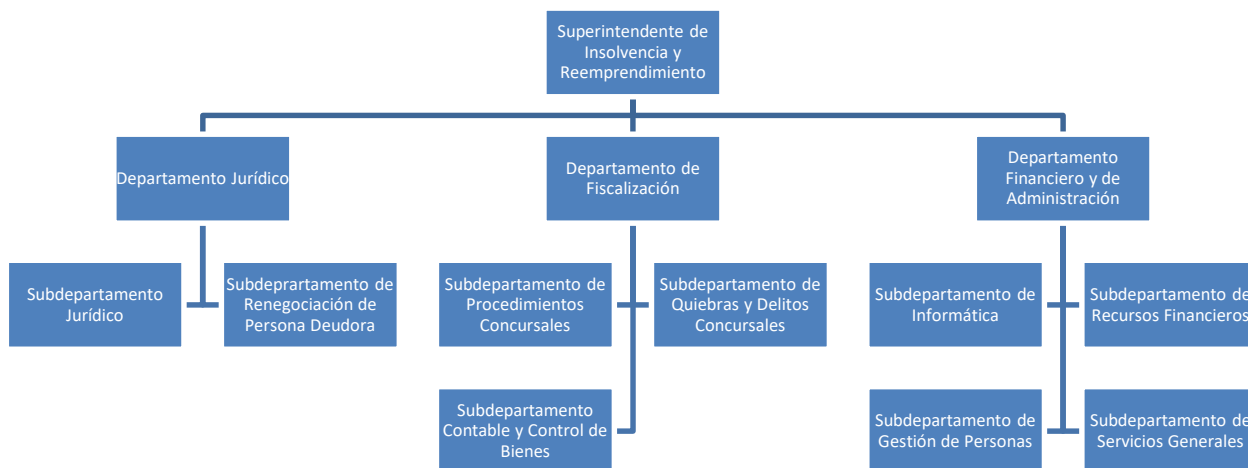 Superintendente de
Insolvencia y
Reemprendimiento
Departamento Jurídico
Departamento de
Fiscalización
Departamento
Financiero y de
Administración
Subdepartamento
Jurídico
Subdeprartamento de
Renegociación de
Persona Deudora
Subdepartamento de
Procedimientos
Concursales
Subdepartamento de
Quiebras y Delitos
Concursales
Subdepartamento de
Informática
Subdepartamento de
Recursos Financieros
Subdepartamento
Contable y Control de
Bienes
Subdepartamento de
Gestión de Personas
Subdepartamento de
Servicios Generales